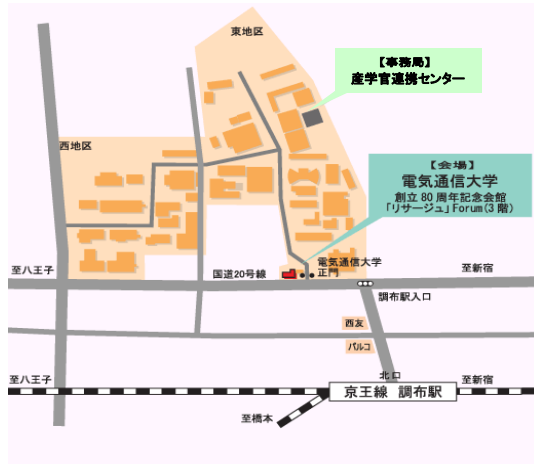 東地区
【事務局】
産学官連携センター
西地区
【会場】
電気通信大学
創立80周年記念会館
「リサージュ」Forum(3階)
至八王子
国道20号線
電気通信大学
正門
至新宿
調布駅入口
西友
パルコ
至八王子
北口
至新宿
京王線 調布駅
至橋本